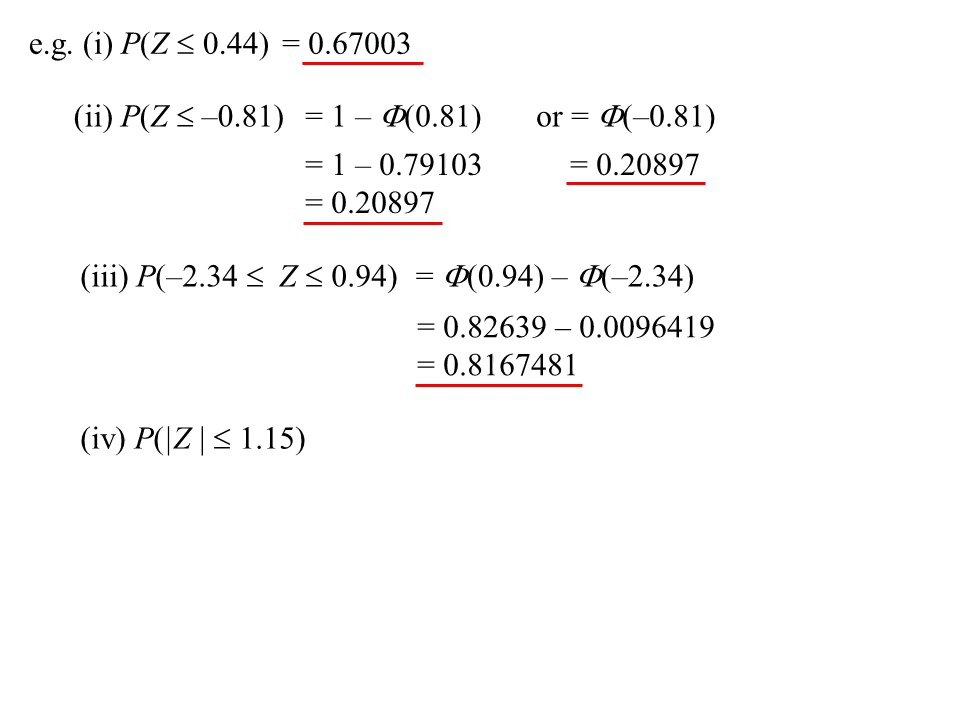 e.g. (i) P(Z ≤ 0.44) = 0.67003
(ii) P(Z ≤ –0.81) = 1 – Φ(0.81) or = Φ(–0.81)
= 1 – 0.79103 = 0.20897
= 0.20897
(iii) P(–2.34 ≤ Z ≤ 0.94) = Φ(0.94) – Φ(–2.34)
= 0.82639 – 0.0096419
= 0.8167481
(iv) P(|Z | ≤ 1.15)